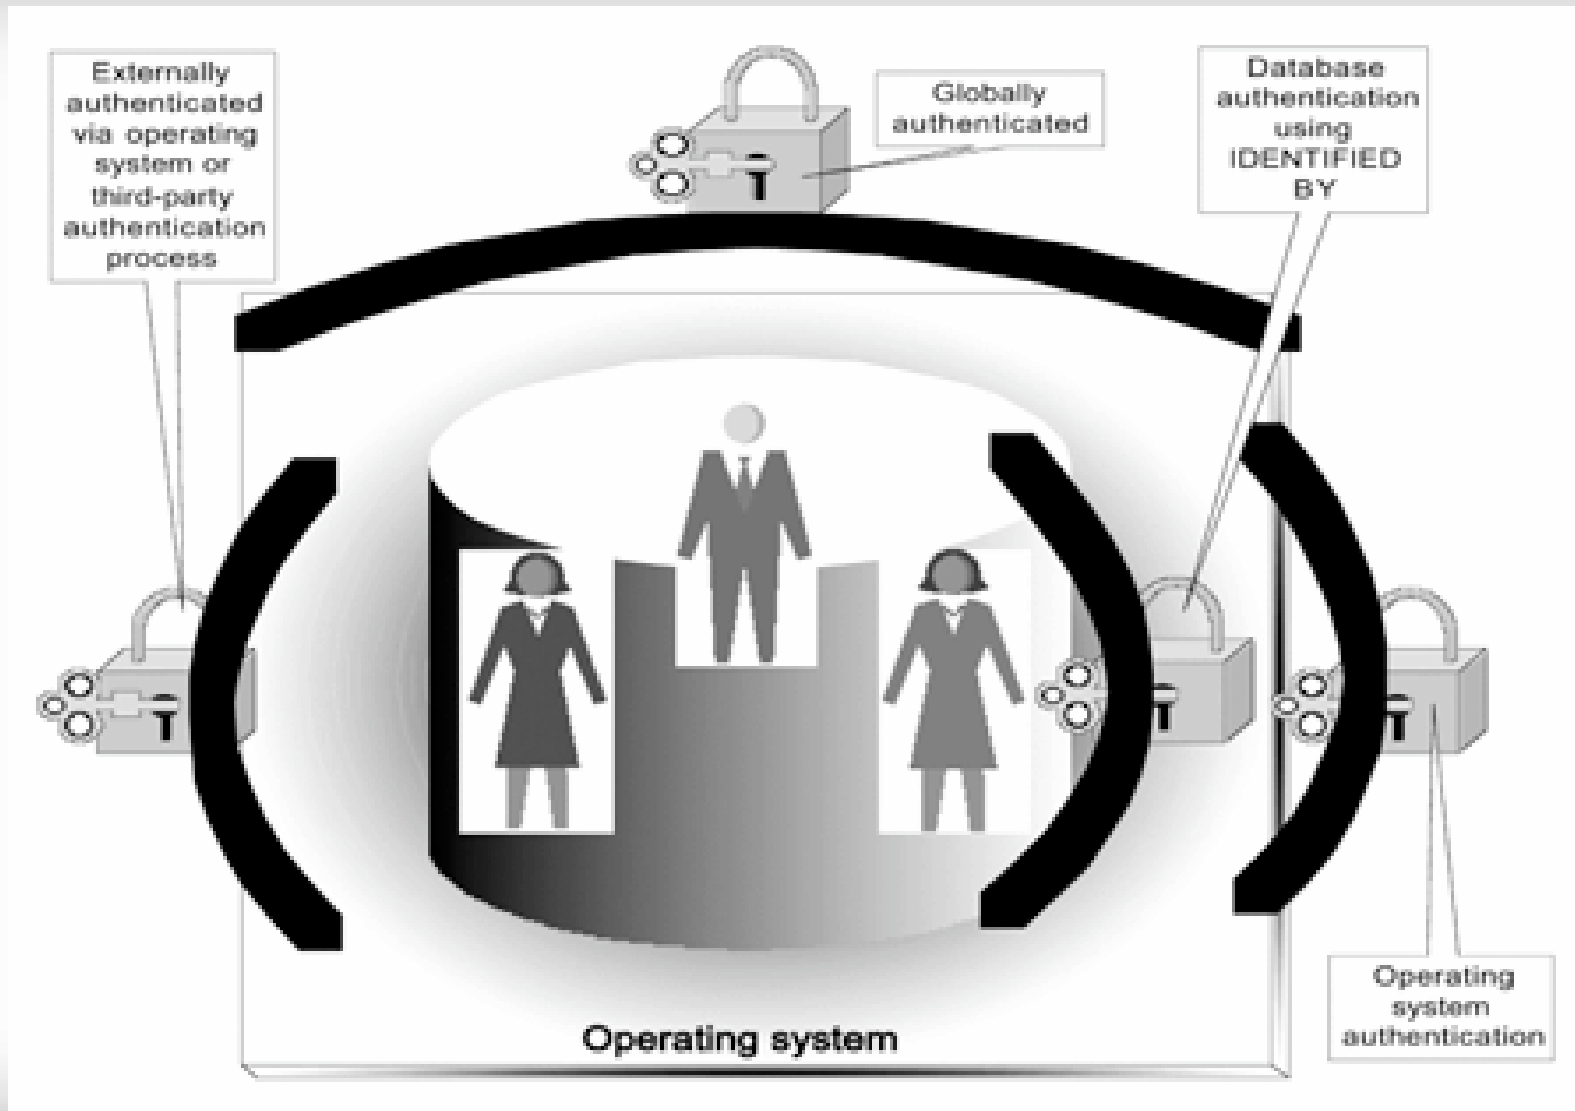 Externally
authenticated
via operating
system or
third-party
authentication
process
Globally
authenticated
Database
authentication
using
IDENTIFIED
BY
Operating
system
authentication
Operating system